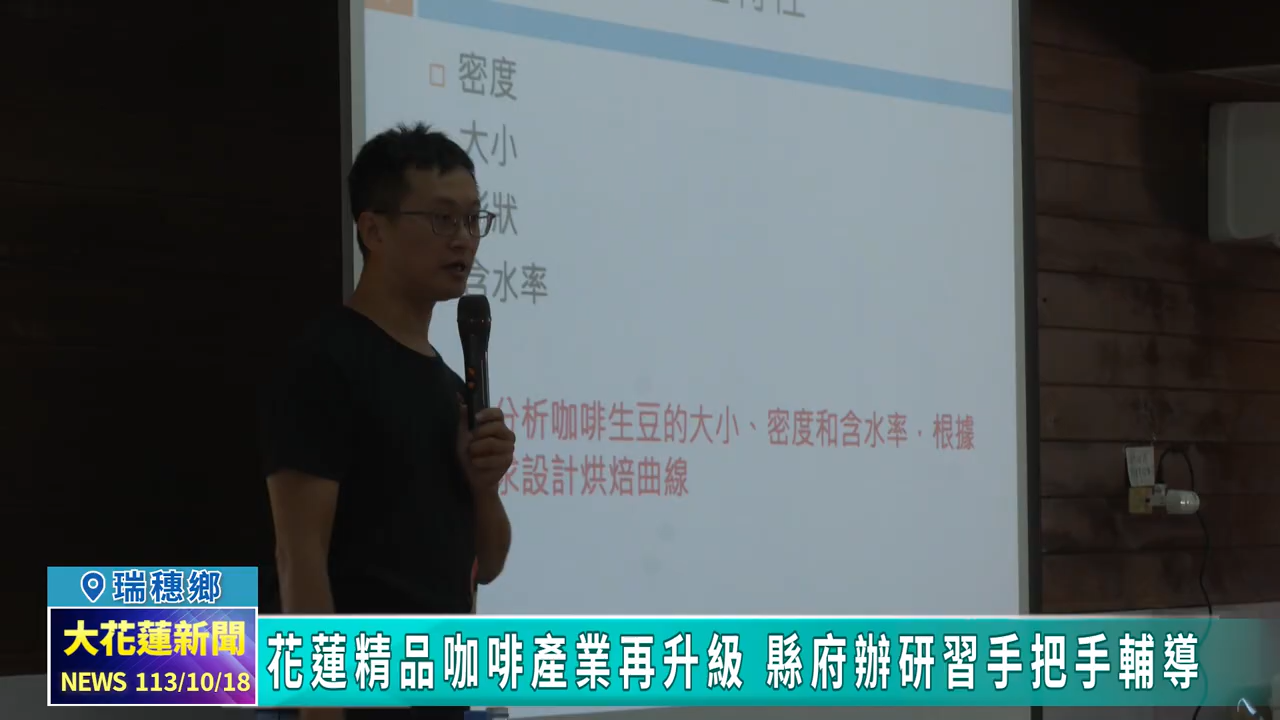 密度
大小
狀
含水率
分析咖啡生豆的大小、密度和含水率，根據
求設計烘焙曲線
瑞穗鄉
大花蓮新聞
NEWS 113/10/18
花蓮精品咖啡產業再升級 縣府辦研習手把手輔導